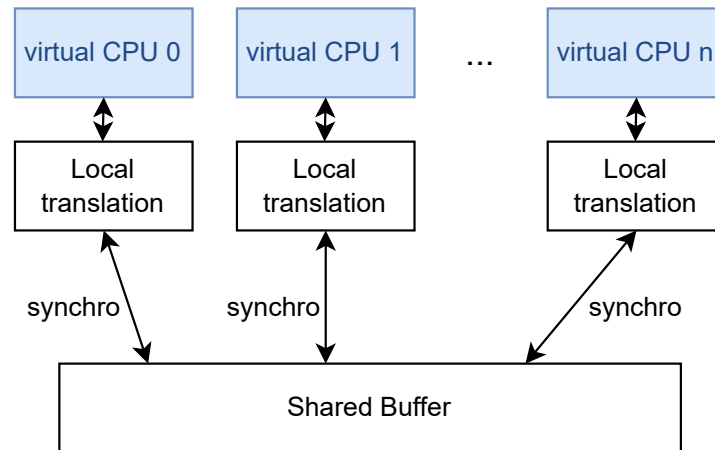 virtual CPU 0
virtual CPU 1
...
virtual CPU n
Local
translation
Local
translation
Local
translation
synchro
synchro
synchro
Shared Buffer